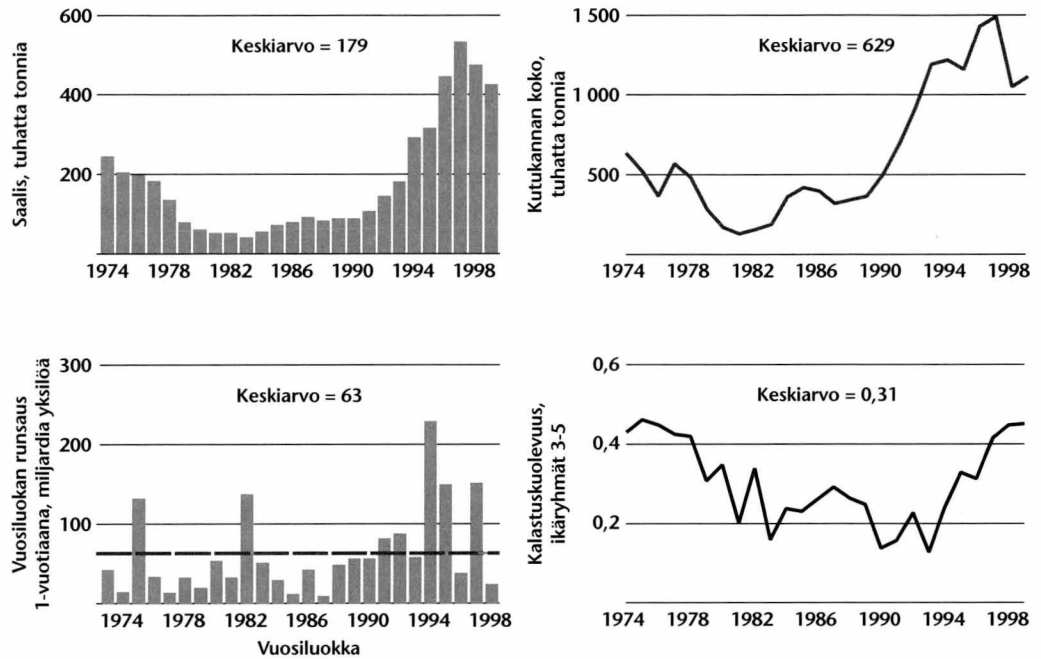 Saalis, tuhatta tonnia
600
400
200
Keskiarvo = 179
1974 1978 1982 1986 1990 1994 1998
Kutukannan koko,
tuhatta tonnia
1 500
1 000
500
Keskiarvo = 629
1974 1978 1982 1986 1990 1994 1998
Vuosiluokan runsaus
1-vuotiaana, miljardia yksilöä
300
200
100
Keskiarvo = 63
1974 1978 1982 1986 1990 1994 1998
Vuosiluokka
Kalastuskuolevuus,
ikäryhmät 3-5
0,6
0,4
0,2
Keskiarvo = 0,31
1974 1978 1982 1986 1990 1994 1998